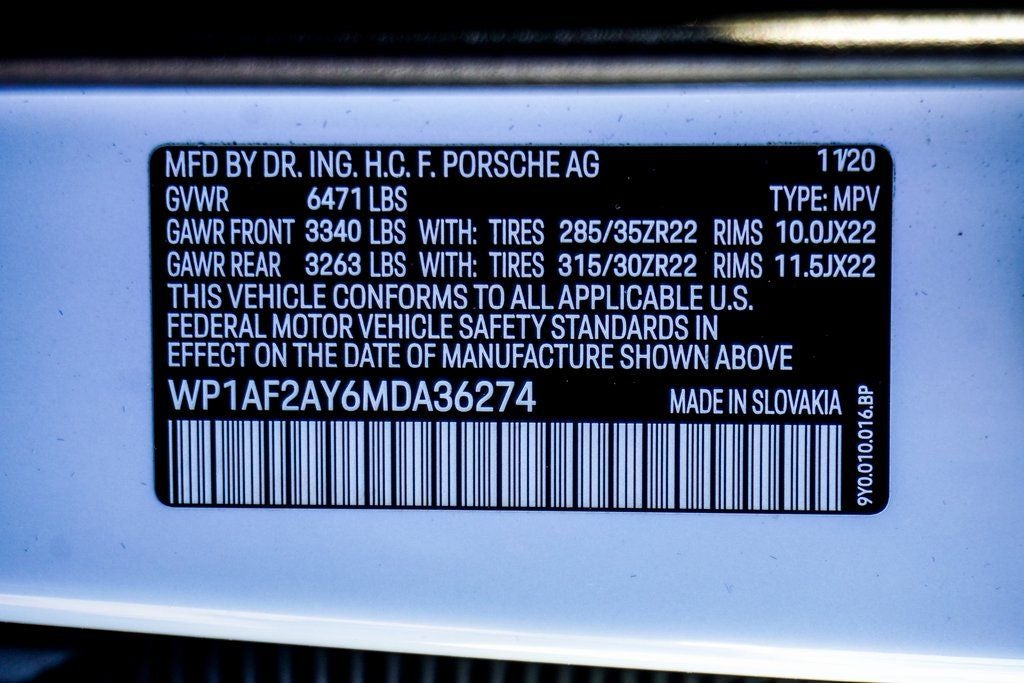 MFD BY DR. ING. H.C. F. PORSCHE AG 11/20
GVWR 6471 LBS TYPE: MPV
GAWR FRONT 3340 LBS WITH: TIRES 285/35ZR22 RIMS 10.0JX22
GAWR REAR 3263 LBS WITH: TIRES 315/30ZR22 RIMS 11.5JX22
THIS VEHICLE CONFORMS TO ALL APPLICABLE U.S.
FEDERAL MOTOR VEHICLE SAFETY STANDARDS IN
EFFECT ON THE DATE OF MANUFACTURE SHOWN ABOVE
WP1AF2AY6MDA36274 MADE IN SLOVAKIA
9Y0.010.016.BP